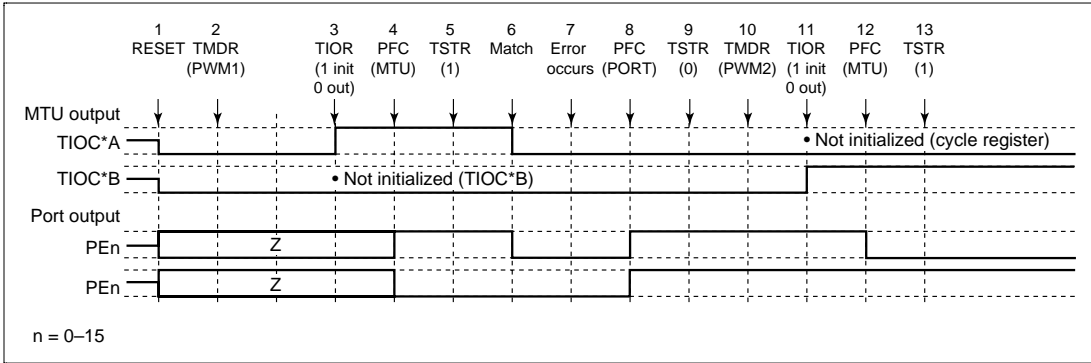 1 2 3 4 5 6 7 8 9 10 11 12 13
RESET TMDR TIOR PFC TSTR Match Error PFC TSTR TMDR TIOR PFC TSTR
(PWM1) (1 init (MTU) (1) occurs (PORT) (0) (PWM2) (1 init (MTU) (1)
0 out) 0 out)
MTU output
TIOC*A • Not initialized (cycle register)
TIOC*B • Not initialized (TIOC*B)
Port output
PEn Z
PEn Z
n = 0–15